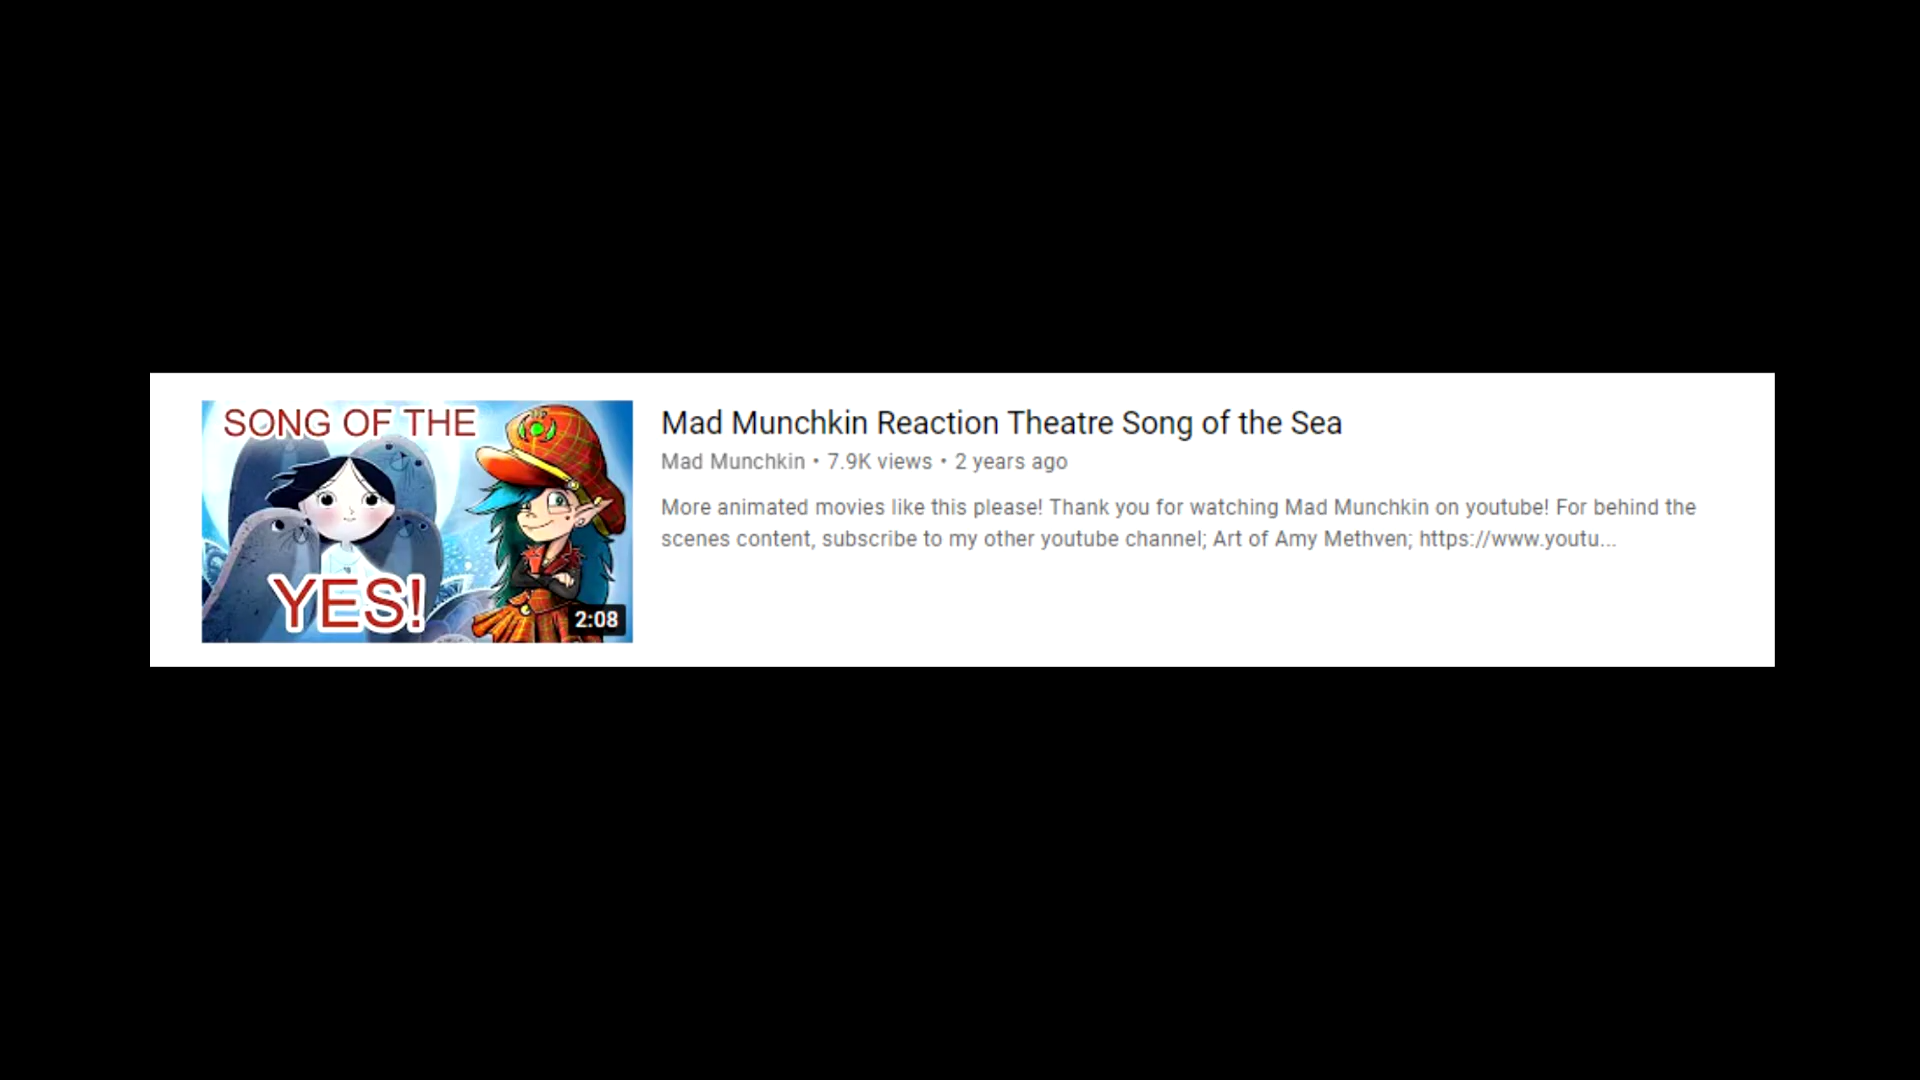 SONG OF THE
YES!
2:08
Mad Munchkin Reaction Theatre Song of the Sea
Mad Munchkin • 7.9K views • 2 years ago
More animated movies like this please! Thank you for watching Mad Munchkin on youtube! For behind the
scenes content, subscribe to my other youtube channel; Art of Amy Methven; https://www.youtu...